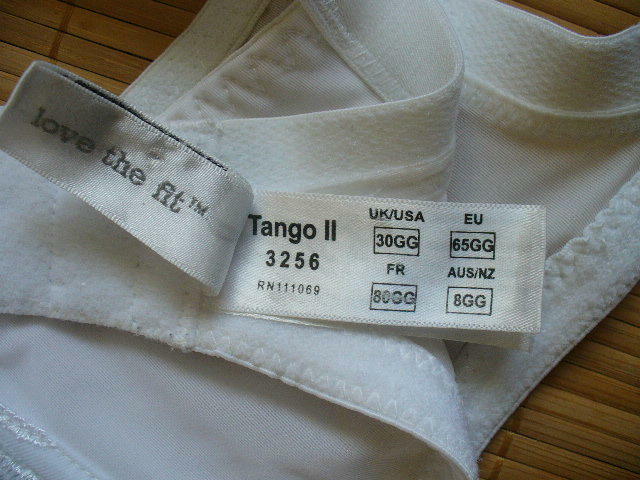 love the fit™
Tango II
3256
RN111069
UK/USA
30GG
EU
65GG
FR
80GG
AUS/NZ
8GG